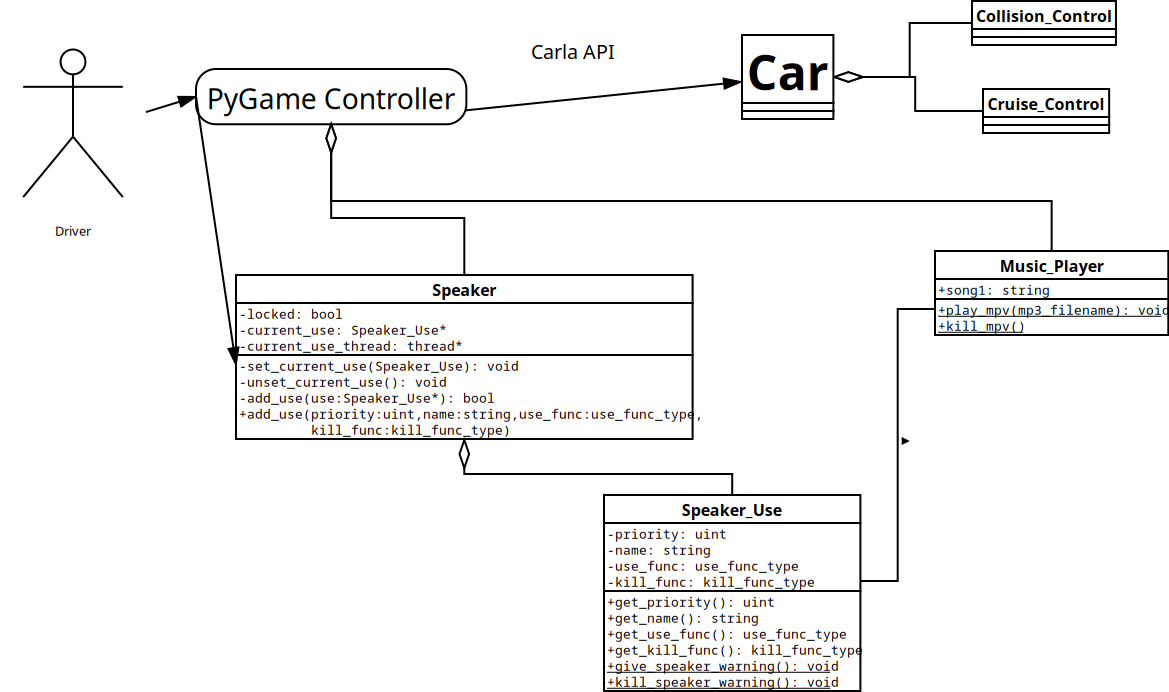 Collision_Control
Carla API
Car
PyGame Controller
Cruise_Control
Driver
Music_Player
+song1: string
+play_mpv(mp3_filename): void
+kill_mpv()
Speaker
-locked: bool
-current_use: Speaker_Use*
-current_use_thread: thread*
-set_current_use(Speaker_Use): void
-unset_current_use(): void
-add_use(use:Speaker_Use*): bool
+add_use(priority:uint,name:string,use_func:use_func_type,
kill_func:kill_func_type)
Speaker_Use
-priority: uint
-name: string
-use_func: use_func_type
-kill_func: kill_func_type
+get_priority(): uint
+get_name(): string
+get_use_func(): use_func_type
+get_kill_func(): kill_func_type
+give_speaker_warning(): void
+kill_speaker_warning(): void